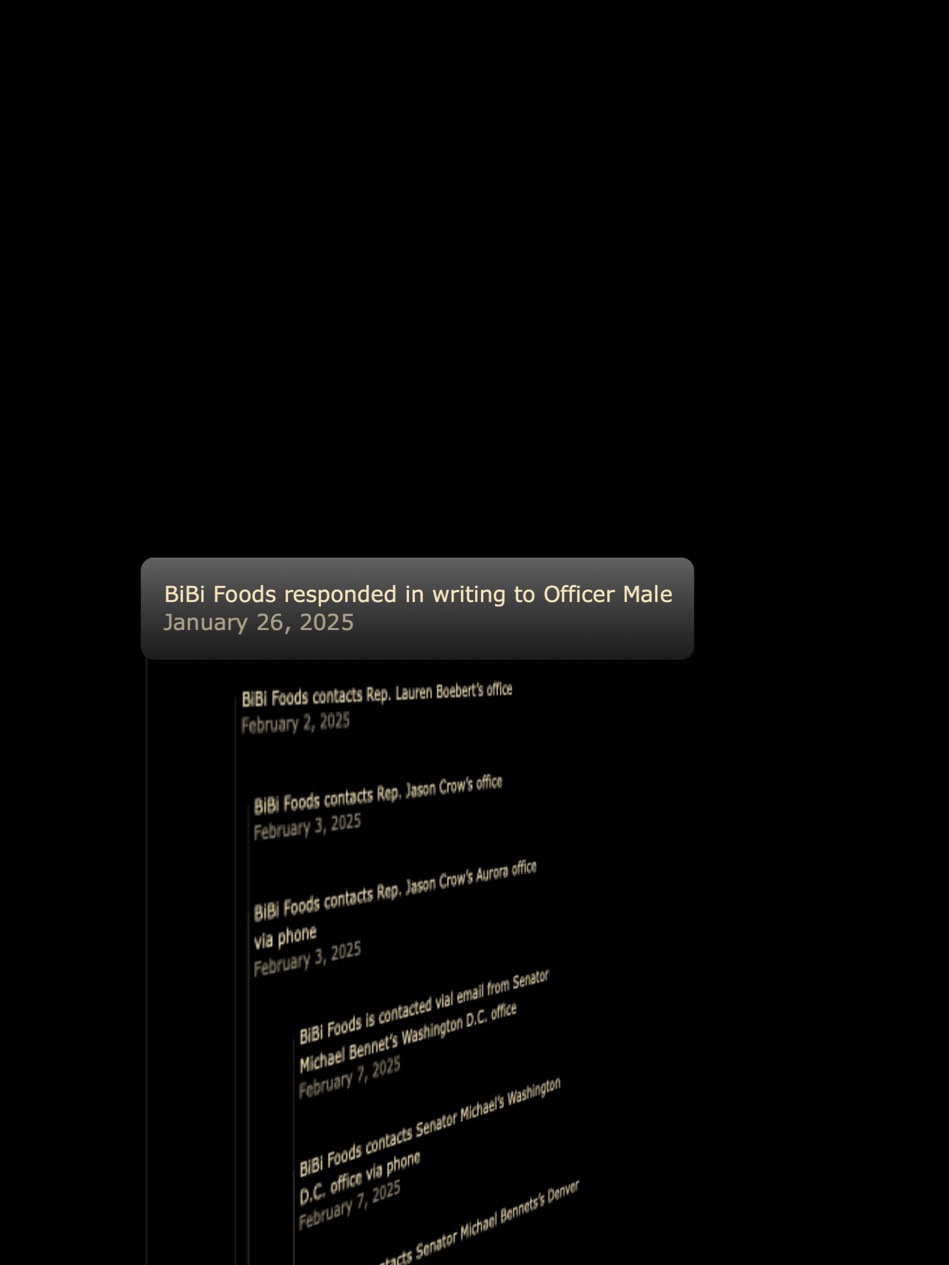 BiBi Foods responded in writing to Officer Male
January 26, 2025
BiBi Foods contacts Rep. Lauren Boebert's office
February 2, 2025
BiBi Foods contacts Rep. Jason Crow's office
February 3, 2025
BiBi Foods contacts Rep. Jason Crow's Aurora office
via phone
February 3, 2025
BiBi Foods is contacted vial email from Senator
Michael Bennet's Washington D.C. office
February 7, 2025
BiBi Foods contacts Senator Michael's Washington
D.C. office via phone
February 7, 2025
Senator Michael Bennets's Denver